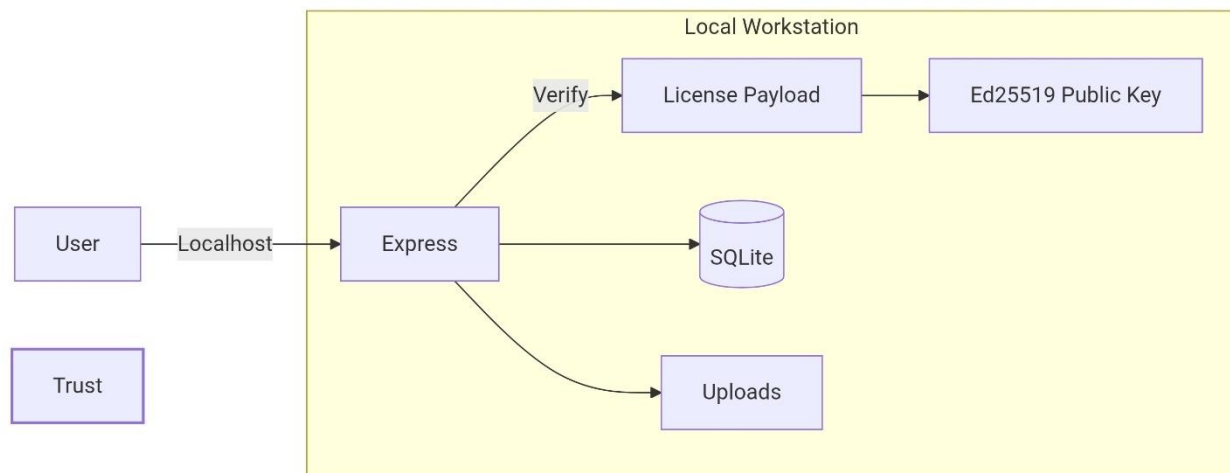 Local Workstation
Verify
License Payload
Ed25519 Public Key
User
Localhost
Express
SQLite
Trust
Uploads